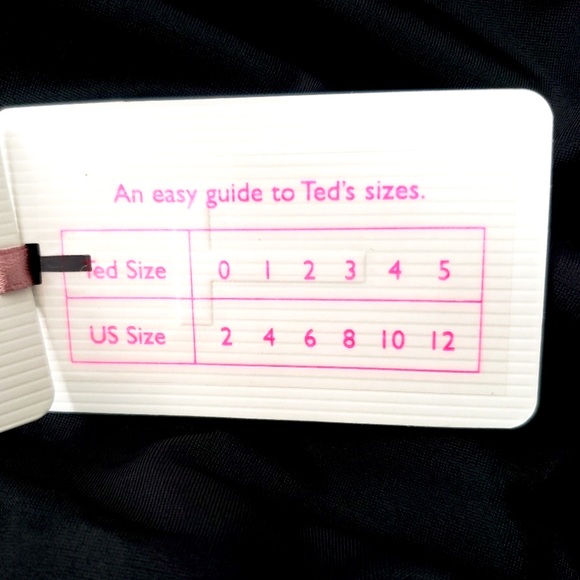 An easy guide to Ted's sizes.
Ted Size 0 1 2 3 4 5
US Size 2 4 6 8 10 12